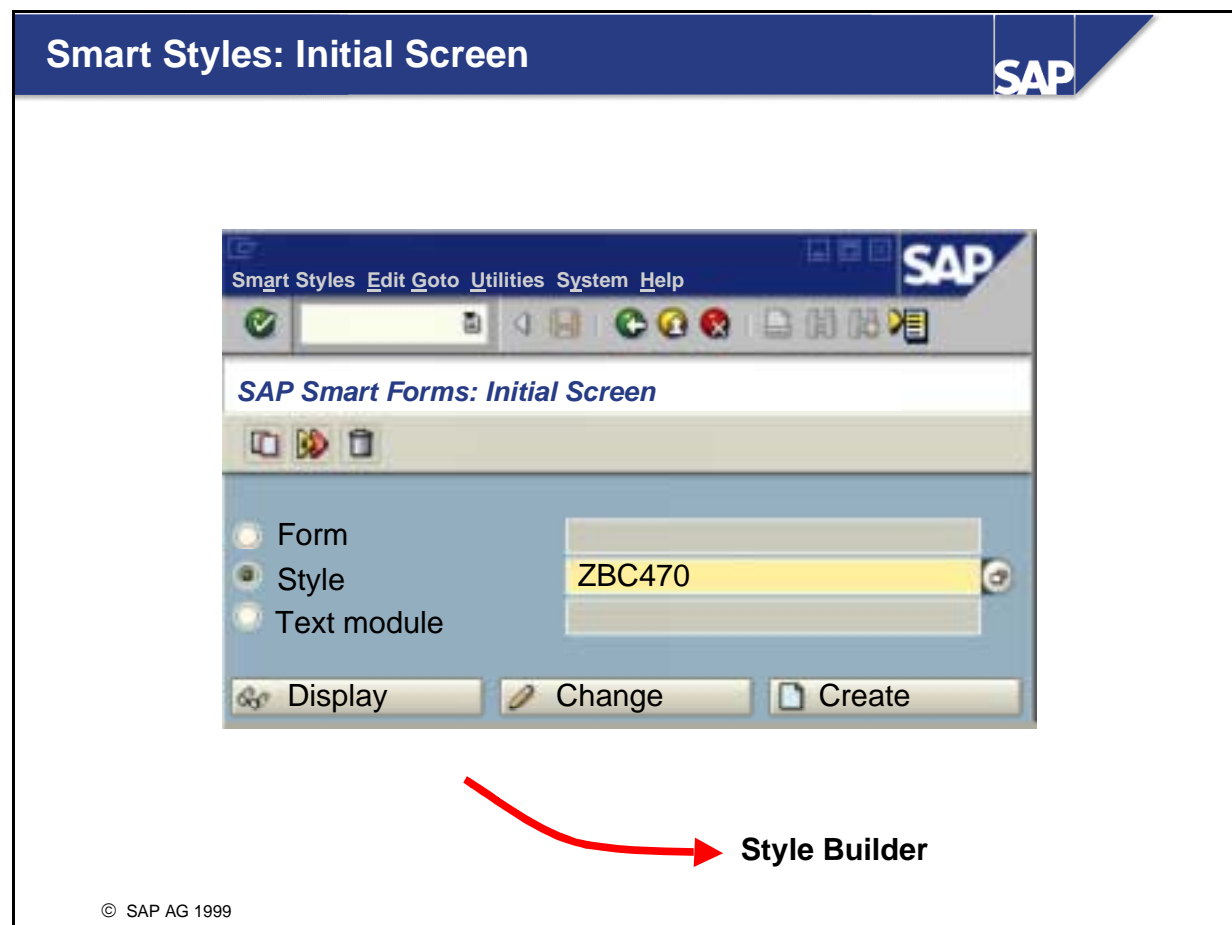 Smart Styles: Initial Screen
SAP
SAP
Smart Styles Edit Goto Utilities System Help
SAP Smart Forms: Initial Screen
Form
Style ZBC470
Text module
Display Change Create
Style Builder
© SAP AG 1999